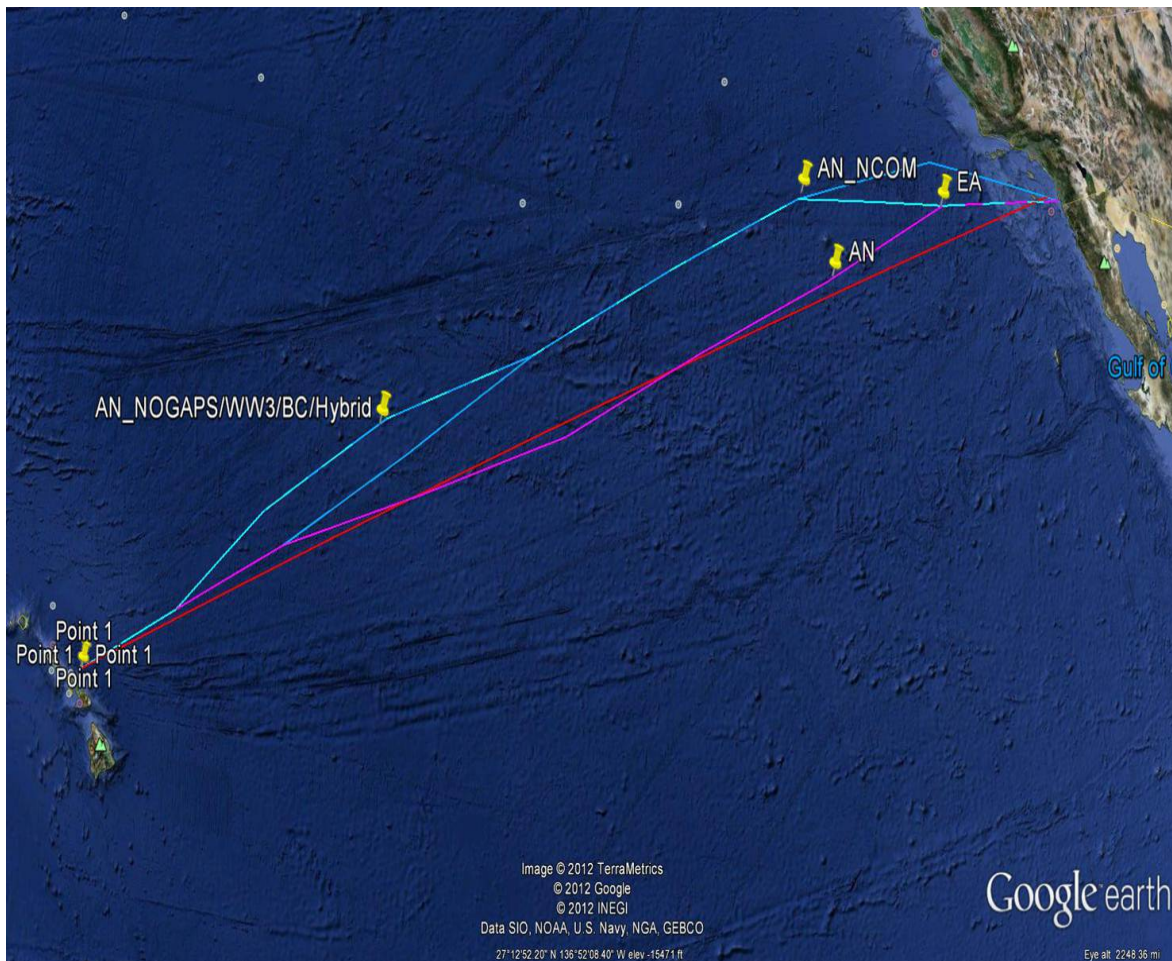 AN_NCOM
EA
AN
Gulf of
AN_NOGAPS/WW3/BC/Hybrid
Point 1
Point 1 Point 1
Point 1
Image © 2012 TerraMetrics
© 2012 Google
© 2012 INEGI
Data SIO, NOAA, U.S. Navy, NGA, GEBCO
Google earth
27°12'52.20" N 136°52'08.40" W elev -15471 ft
Eye alt 2248.36 mi